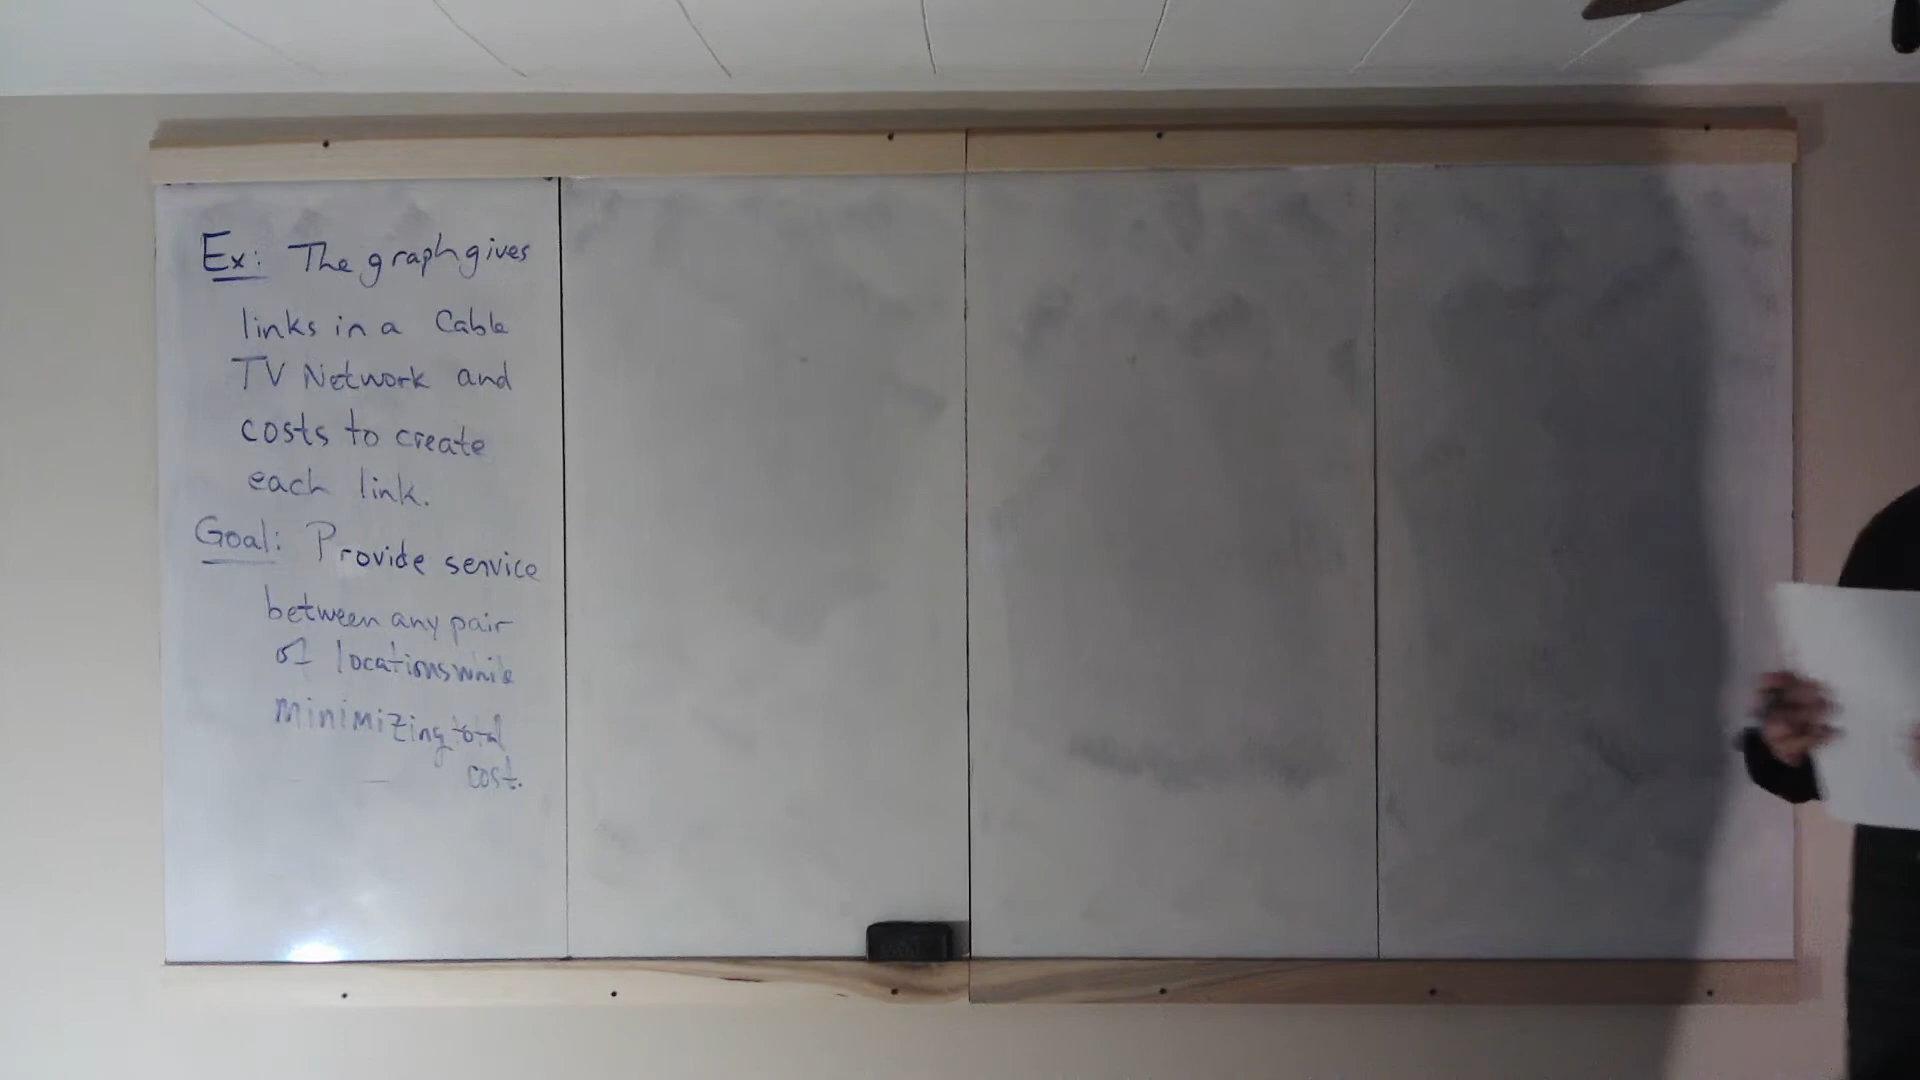 Ex: The graph gives
links in a Cable
TV Network and
costs to create
each link.
Goal: Provide service
between any pair
of locations while
minimizing total
cost.